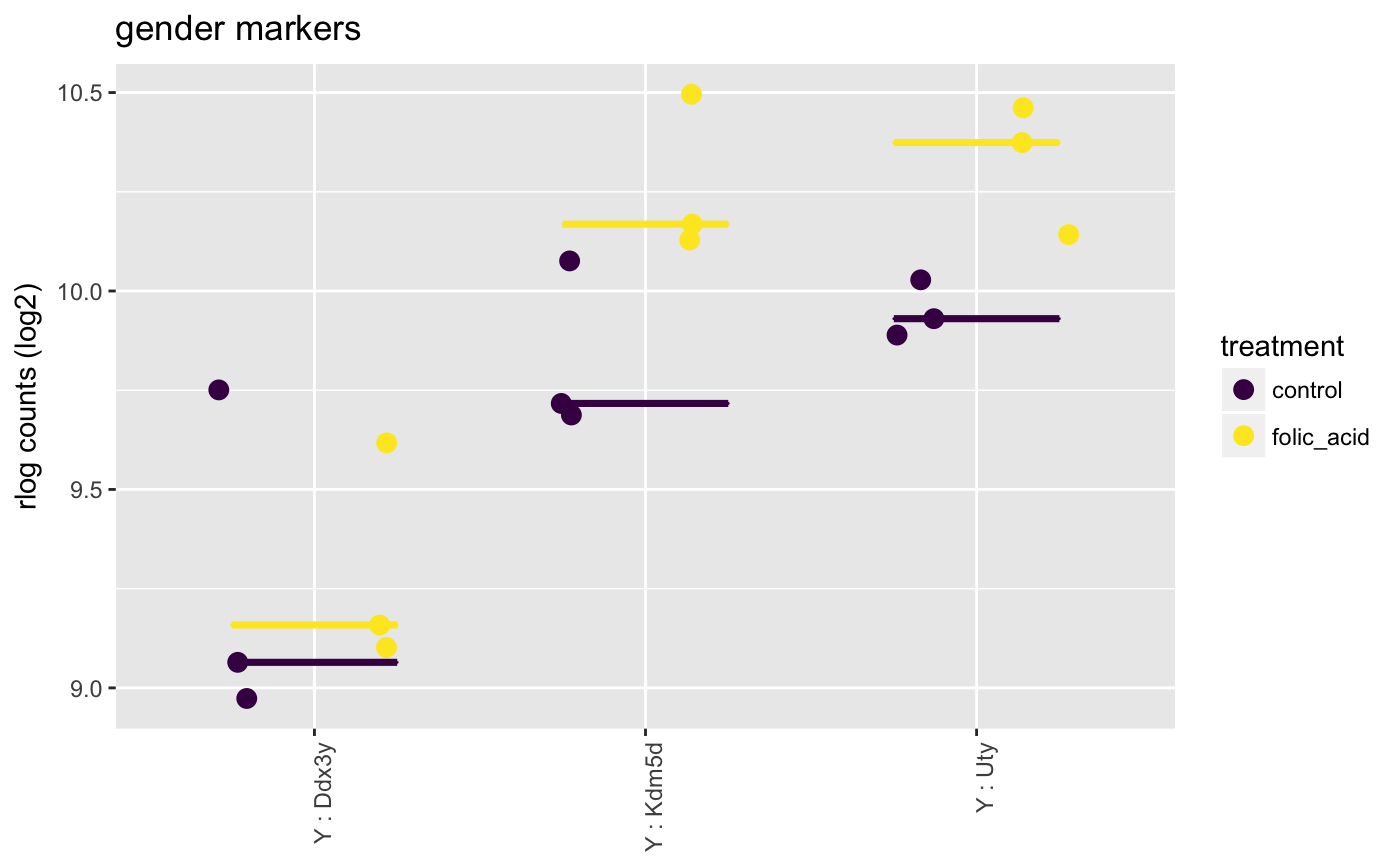 gender markers
rlog counts (log2)
10.5
10.0
9.5
9.0
Y : Ddx3y
Y : Kdm5d
Y : Uty
treatment
control
folic_acid